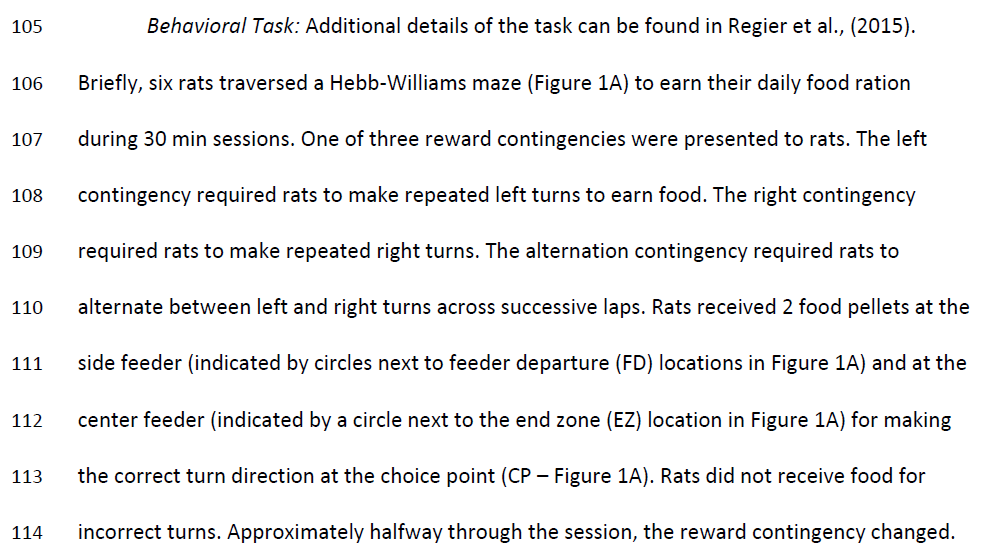 105 Behavioral Task: Additional details of the task can be found in Regier et al., (2015).
106 Briefly, six rats traversed a Hebb-Williams maze (Figure 1A) to earn their daily food ration
107 during 30 min sessions. One of three reward contingencies were presented to rats. The left
108 contingency required rats to make repeated left turns to earn food. The right contingency
109 required rats to make repeated right turns. The alternation contingency required rats to
110 alternate between left and right turns across successive laps. Rats received 2 food pellets at the
111 side feeder (indicated by circles next to feeder departure (FD) locations in Figure 1A) and at the
112 center feeder (indicated by a circle next to the end zone (EZ) location in Figure 1A) for making
113 the correct turn direction at the choice point (CP – Figure 1A). Rats did not receive food for
114 incorrect turns. Approximately halfway through the session, the reward contingency changed.